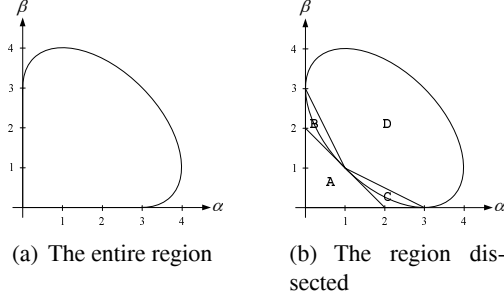 β
4
3
2
1
1 2 3 4 α
(a) The entire region
β
4
3
2
1
B
D
A
C
1 2 3 4 α
(b) The region dis-
sected